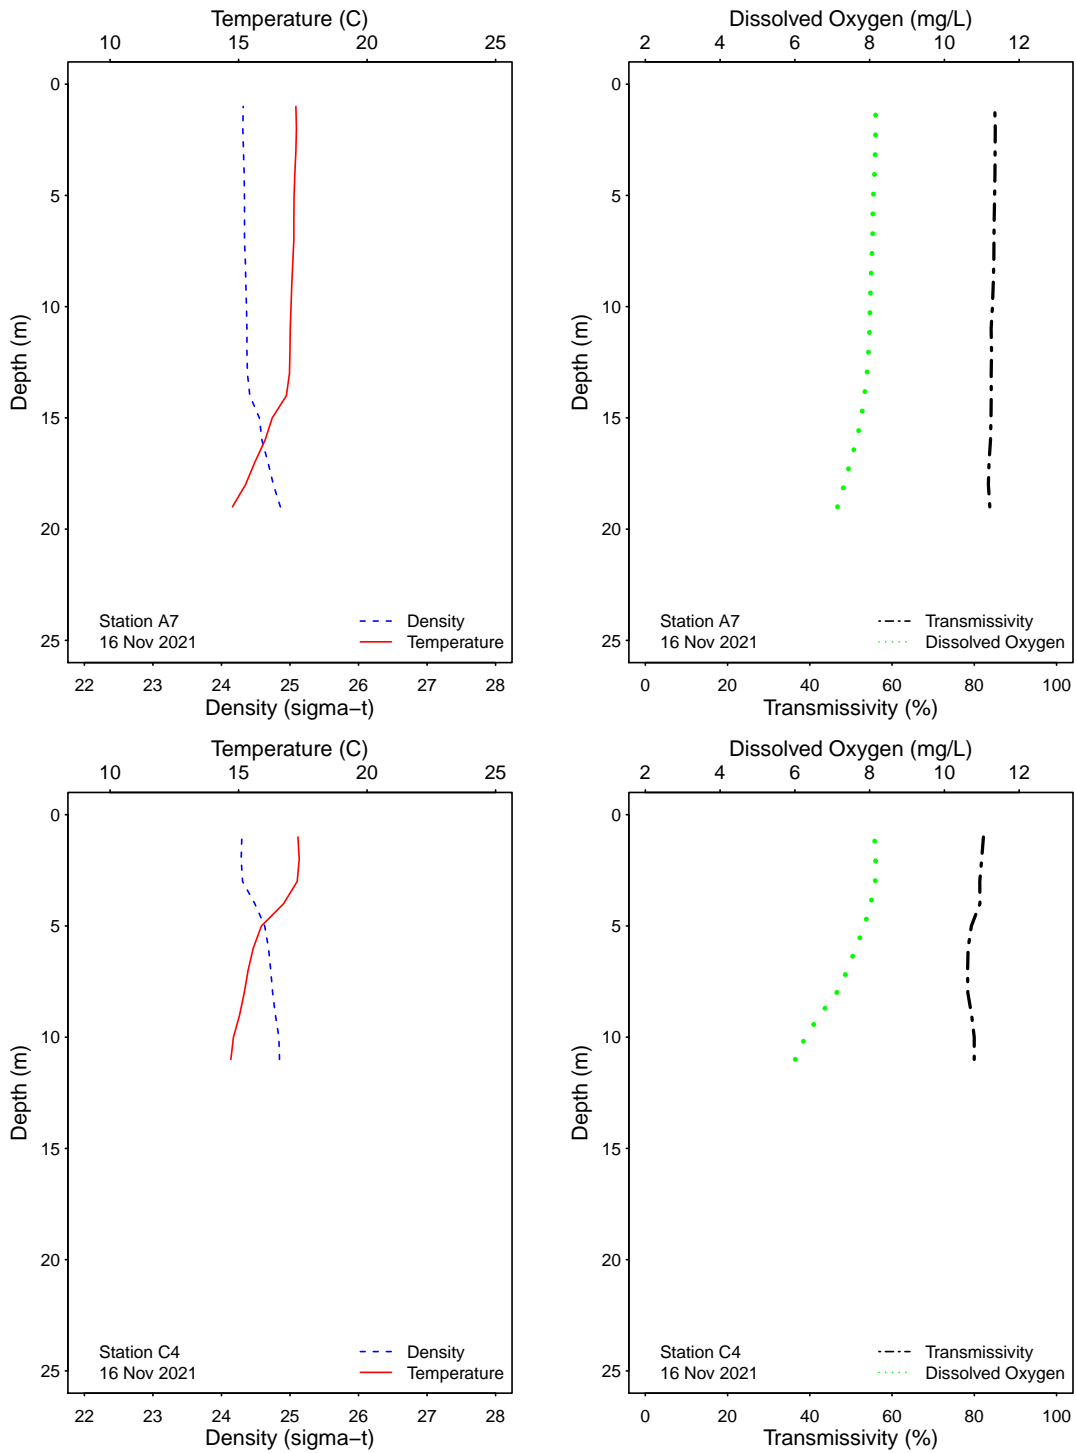 Temperature (C)
10 15 20 25
0
5
10
15
20
25
Depth (m)
Station A7
16 Nov 2021
Density
Temperature
22 23 24 25 26 27 28
Density (sigma−t)
Dissolved Oxygen (mg/L)
2 4 6 8 10 12
0
5
10
15
20
25
Depth (m)
Station A7
16 Nov 2021
Transmissivity
Dissolved Oxygen
0 20 40 60 80 100
Transmissivity (%)
Temperature (C)
10 15 20 25
0
5
10
15
20
25
Depth (m)
Station C4
16 Nov 2021
Density
Temperature
22 23 24 25 26 27 28
Density (sigma−t)
Dissolved Oxygen (mg/L)
2 4 6 8 10 12
0
5
10
15
20
25
Depth (m)
Station C4
16 Nov 2021
Transmissivity
Dissolved Oxygen
0 20 40 60 80 100
Transmissivity (%)